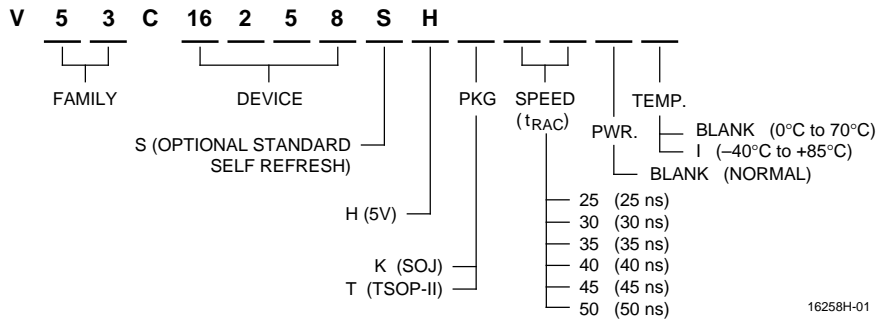 V 5 3 C 16 2 5 8 S H
FAMILY DEVICE PKG SPEED TEMP.
(tRAC) PWR.
S (OPTIONAL STANDARD
SELF REFRESH)
BLANK (0°C to 70°C)
I (–40°C to +85°C)
BLANK (NORMAL)
H (5V)
25 (25 ns)
30 (30 ns)
35 (35 ns)
40 (40 ns)
45 (45 ns)
50 (50 ns)
K (SOJ)
T (TSOP-II)
16258H-01